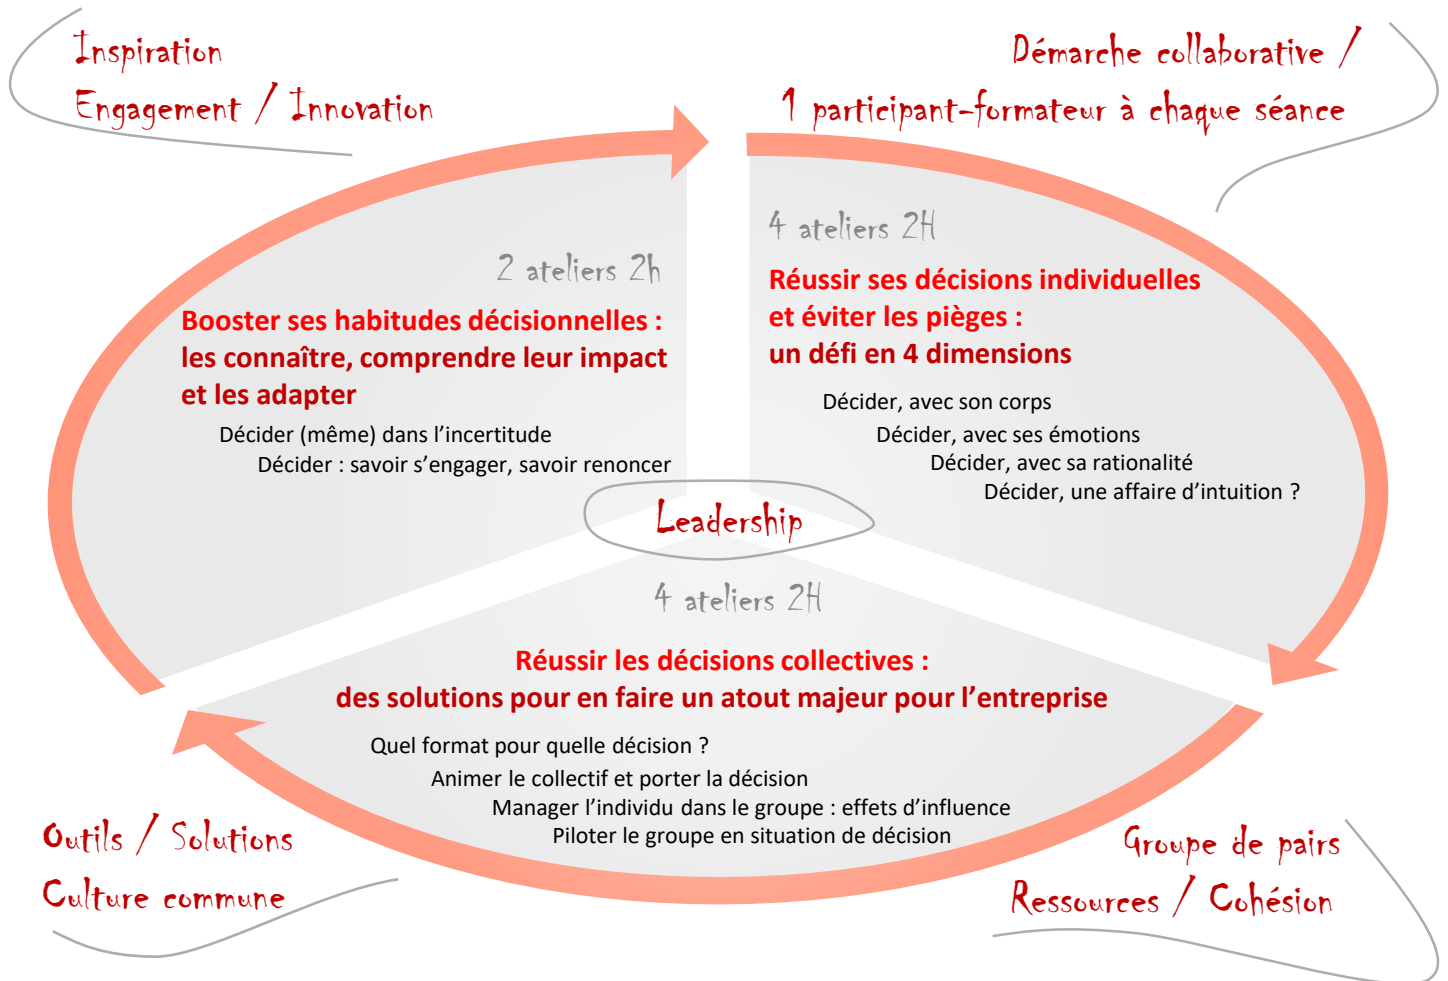 Inspiration
Engagement / Innovation
Démarche collaborative /
1 participant-formateur à chaque séance
2 ateliers 2h
Booster ses habitudes décisionnelles :
les connaître, comprendre leur impact
et les adapter
Décider (même) dans l’incertitude
Décider : savoir s’engager, savoir renoncer
4 ateliers 2H
Réussir ses décisions individuelles
et éviter les pièges :
un défi en 4 dimensions
Décider, avec son corps
Décider, avec ses émotions
Décider, avec sa rationalité
Décider, une affaire d’intuition ?
Leadership
4 ateliers 2H
Réussir les décisions collectives :
des solutions pour en faire un atout majeur pour l’entreprise
Quel format pour quelle décision ?
Animer le collectif et porter la décision
Manager l’individu dans le groupe : effets d’influence
Piloter le groupe en situation de décision
Outils / Solutions
Culture commune
Groupe de pairs
Ressources / Cohésion